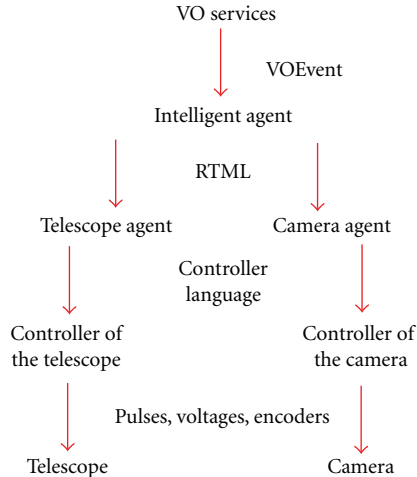 VO services
VOEvent
Intelligent agent
RTML
Telescope agent
Camera agent
Controller
language
Controller of
the telescope
Controller of
the camera
Pulses, voltages, encoders
Telescope
Camera